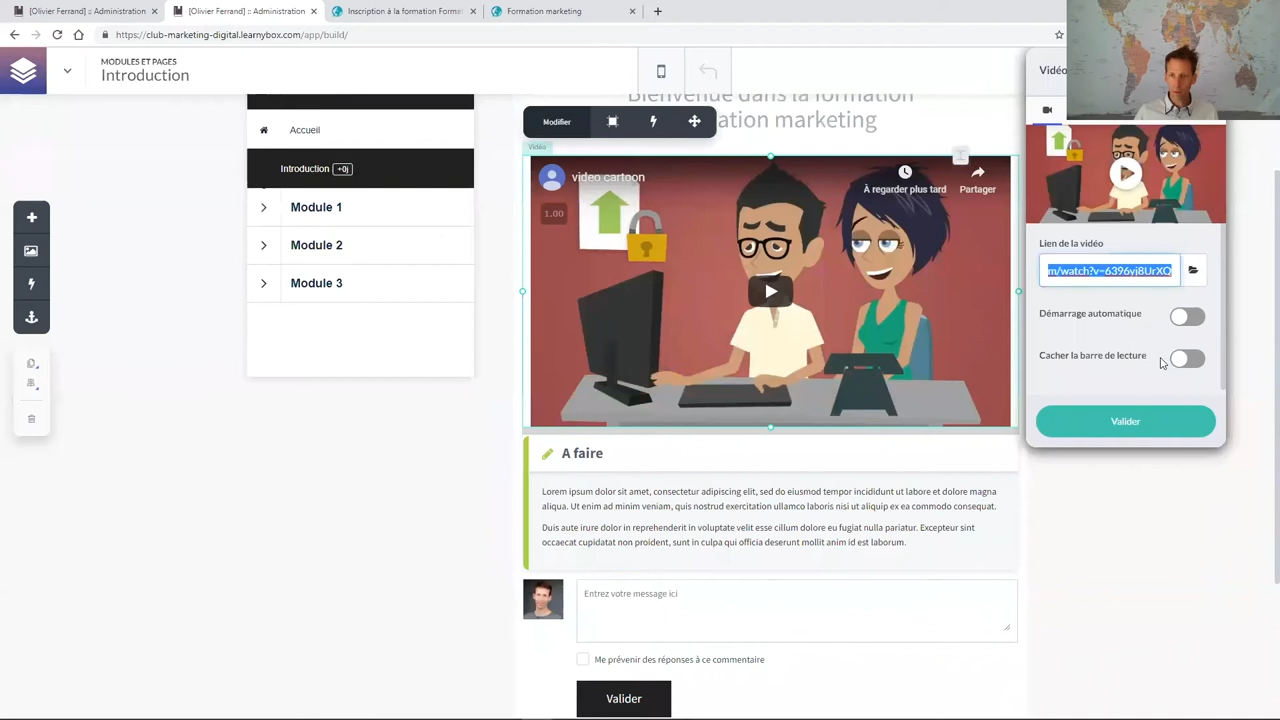 [Olivier Ferrand] :: Administration
[Olivier Ferrand] :: Administration
Inscription à la formation Format
Formation marketing
https://club-marketing-digital.learnybox.com/app/build/
MODULES ET PAGES
Introduction
Vidéo
Bienvenue dans la formation
ation marketing
Modifier
Vidéo
Accueil
Introduction +0j
Module 1
Module 2
Module 3
video cartoon
À regarder plus tard
Partager
1.00
Lien de la vidéo
m/watch?v=6396yj8UrXQ
Démarrage automatique
Cacher la barre de lecture
Valider
A faire
Lorem ipsum dolor sit amet, consectetur adipiscing elit, sed do eiusmod tempor incididunt ut labore et dolore magna
aliqua. Ut enim ad minim veniam, quis nostrud exercitation ullamco laboris nisi ut aliquip ex ea commodo consequat.
Duis aute irure dolor in reprehenderit in voluptate velit esse cillum dolore eu fugiat nulla pariatur. Excepteur sint
occaecat cupidatat non proident, sunt in culpa qui officia deserunt mollit anim id est laborum.
Entrez votre message ici
Me prévenir des réponses à ce commentaire
Valider